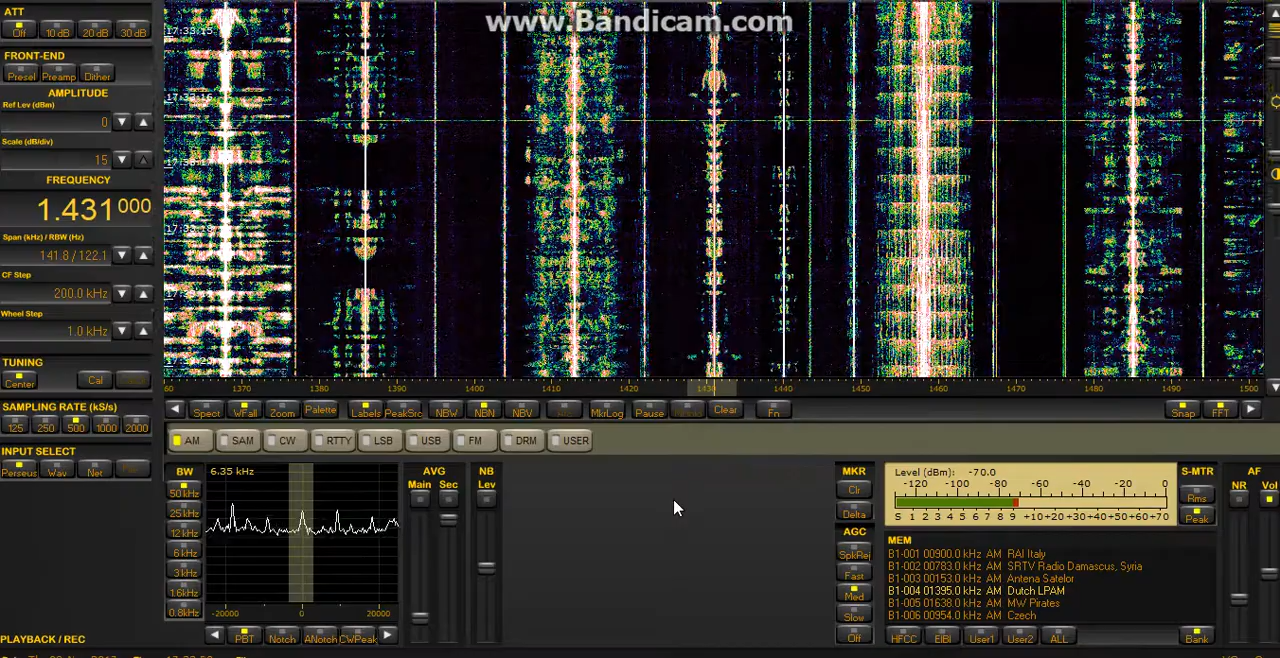 www.Bandicam.com
ATT
Off 10 dB 20 dB 30 dB
FRONT-END
Presel Preamp Dither
AMPLITUDE
Ref Lev (dBm)
0
Scale (dB/div)
15
FREQUENCY
1.431 000
Span (kHz) / RBW (Hz)
141.8 / 122.1
CF Step
200.0 kHz
Wheel Step
1.0 kHz
TUNING
Center Cal
SAMPLING RATE (kS/s)
125 250 500 1000 2000
INPUT SELECT
Perseus Wav Net
17:33:15
60 1370 1380 1390 1400 1410 1420 1430 1440 1450 1460 1470 1480 1490 1500
Spect WFall Zoom Palette Labels PeakSrc NBW NBN NBV MkrLog Pause Clear Fn Snap FFT
AM SAM CW RTTY LSB USB FM DRM USER
BW
50 kHz
25 kHz
12 kHz
6 kHz
3 kHz
1.6kHz
0.8kHz
6.35 kHz
-20000 0 20000
PBT Notch ANotch CWPeak
AVG
Main Sec
NB
Lev
MKR
Clr
Delta
AGC
SpkRej
Fast
Med
Slow
Off
Level (dBm): -70.0
-120 -100 -80 -60 -40 -20 0
S 1 2 3 4 5 6 7 8 9 +10+20+30+40+50+60+70
S-MTR
Rms
Peak
AF
NR Vol
MEM
B1-001 00900.0 kHz AM RAI Italy
B1-002 00783.0 kHz AM SRTV Radio Damascus, Syria
B1-003 00153.0 kHz AM Antena Satelor
B1-004 01395.0 kHz AM Dutch LPAM
B1-005 01638.0 kHz AM MW Pirates
B1-006 00954.0 kHz AM Czech
HFCC EIBI User1 User2 ALL Bank
PLAYBACK / REC